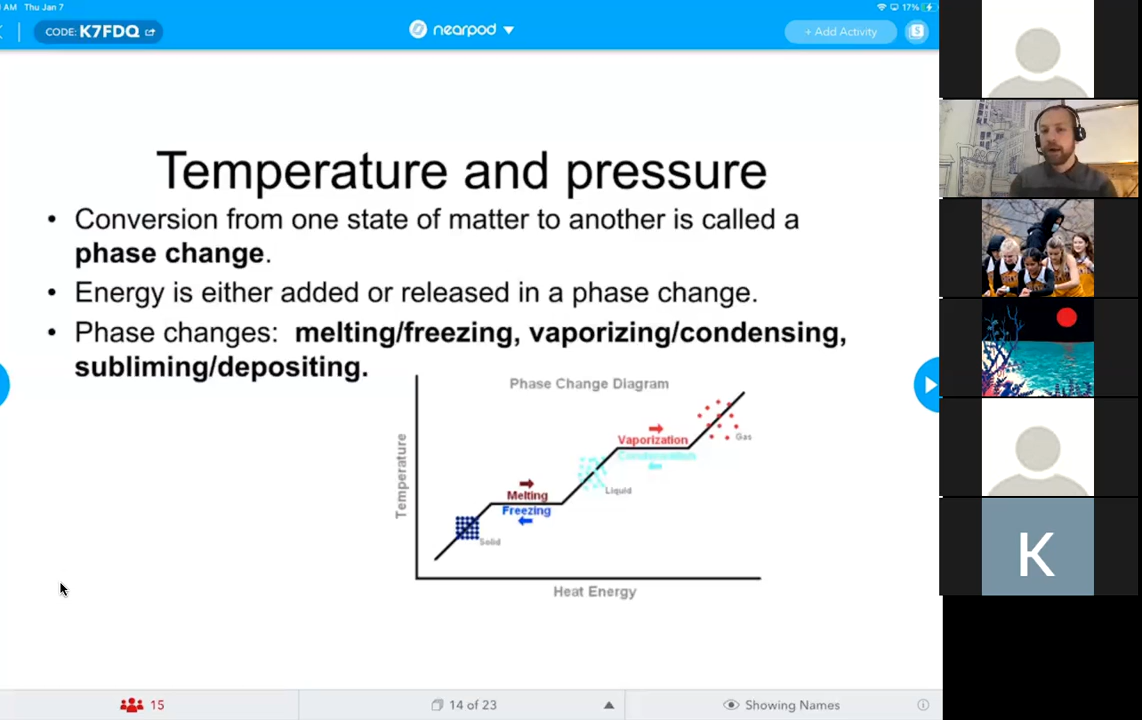 AM Thu Jan 7
17%
CODE: K7FDQ
nearpod
+ Add Activity
S
Temperature and pressure
• Conversion from one state of matter to another is called a
phase change.
• Energy is either added or released in a phase change.
• Phase changes: melting/freezing, vaporizing/condensing,
subliming/depositing.
Phase Change Diagram
Temperature
Vaporization
Gas
Liquid
Melting
Freezing
Solid
Heat Energy
K
15
14 of 23
Showing Names